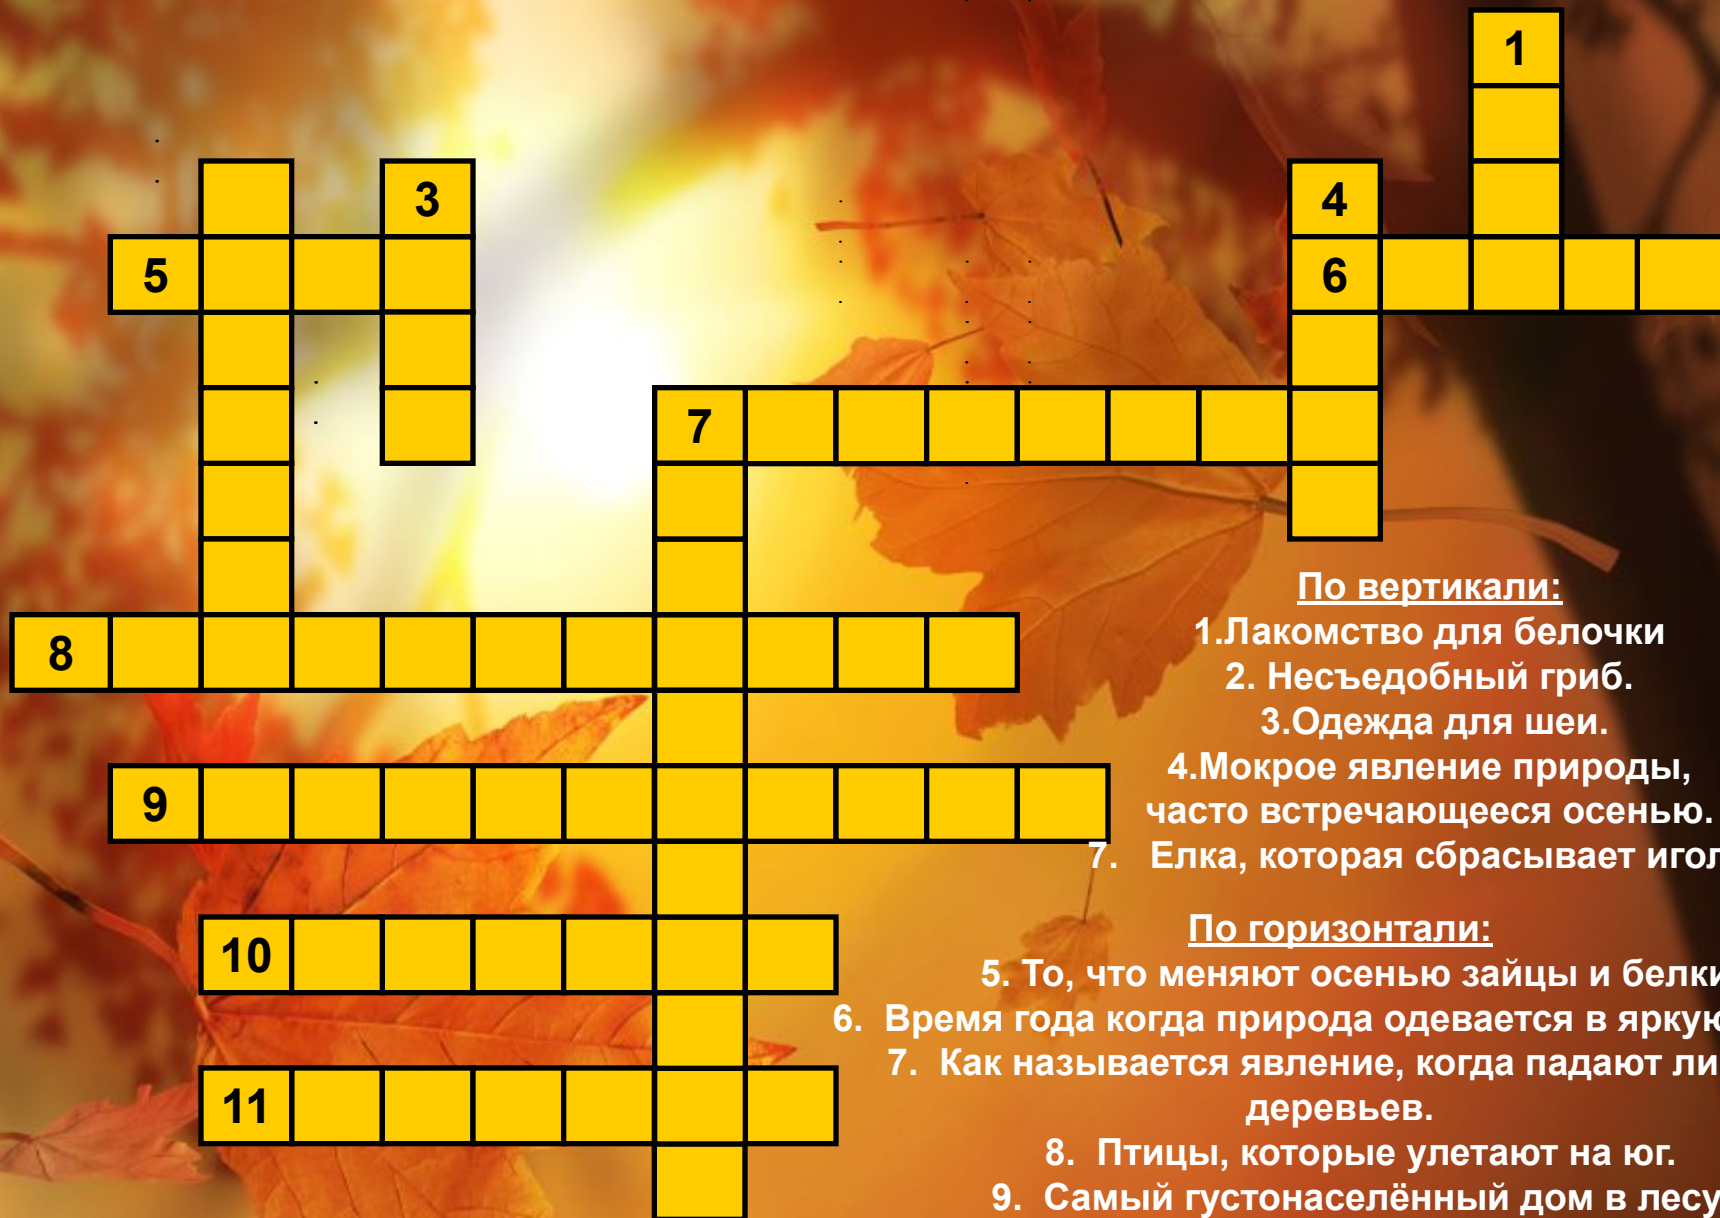 1
3
4
5
6
7
8
9
10
11
По вертикали:
1.Лакомство для белочки
2. Несъедобный гриб.
3.Одежда для шеи.
4.Мокрое явление природы,
часто встречающееся осенью.
7. Елка, которая сбрасывает
По горизонтали:
5. То, что меняют осенью зайцы и белки
6. Время года когда природа одевается в
7. Как называется явление, когда падают
деревьев.
8. Птицы, которые улетают на юг.
9. Самый густонаселённый дом в лесу